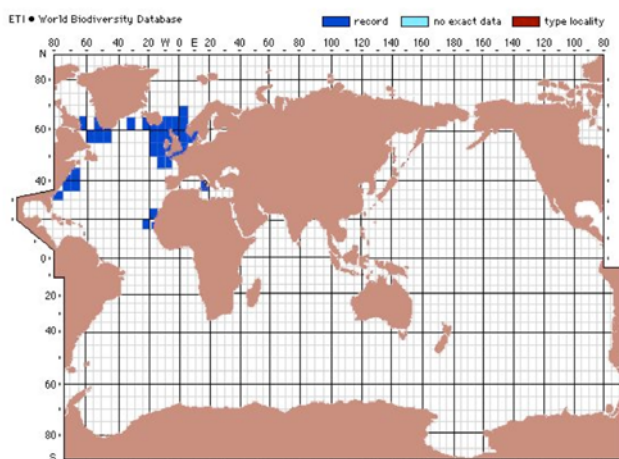 ETI ● World Biodiversity Database
record no exact data type locality
80 60 40 20 W 0 E 20 40 60 80 100 120 140 160 180 160 140 120 100 80
N
80
60
40
20
0
20
40
60
80
S